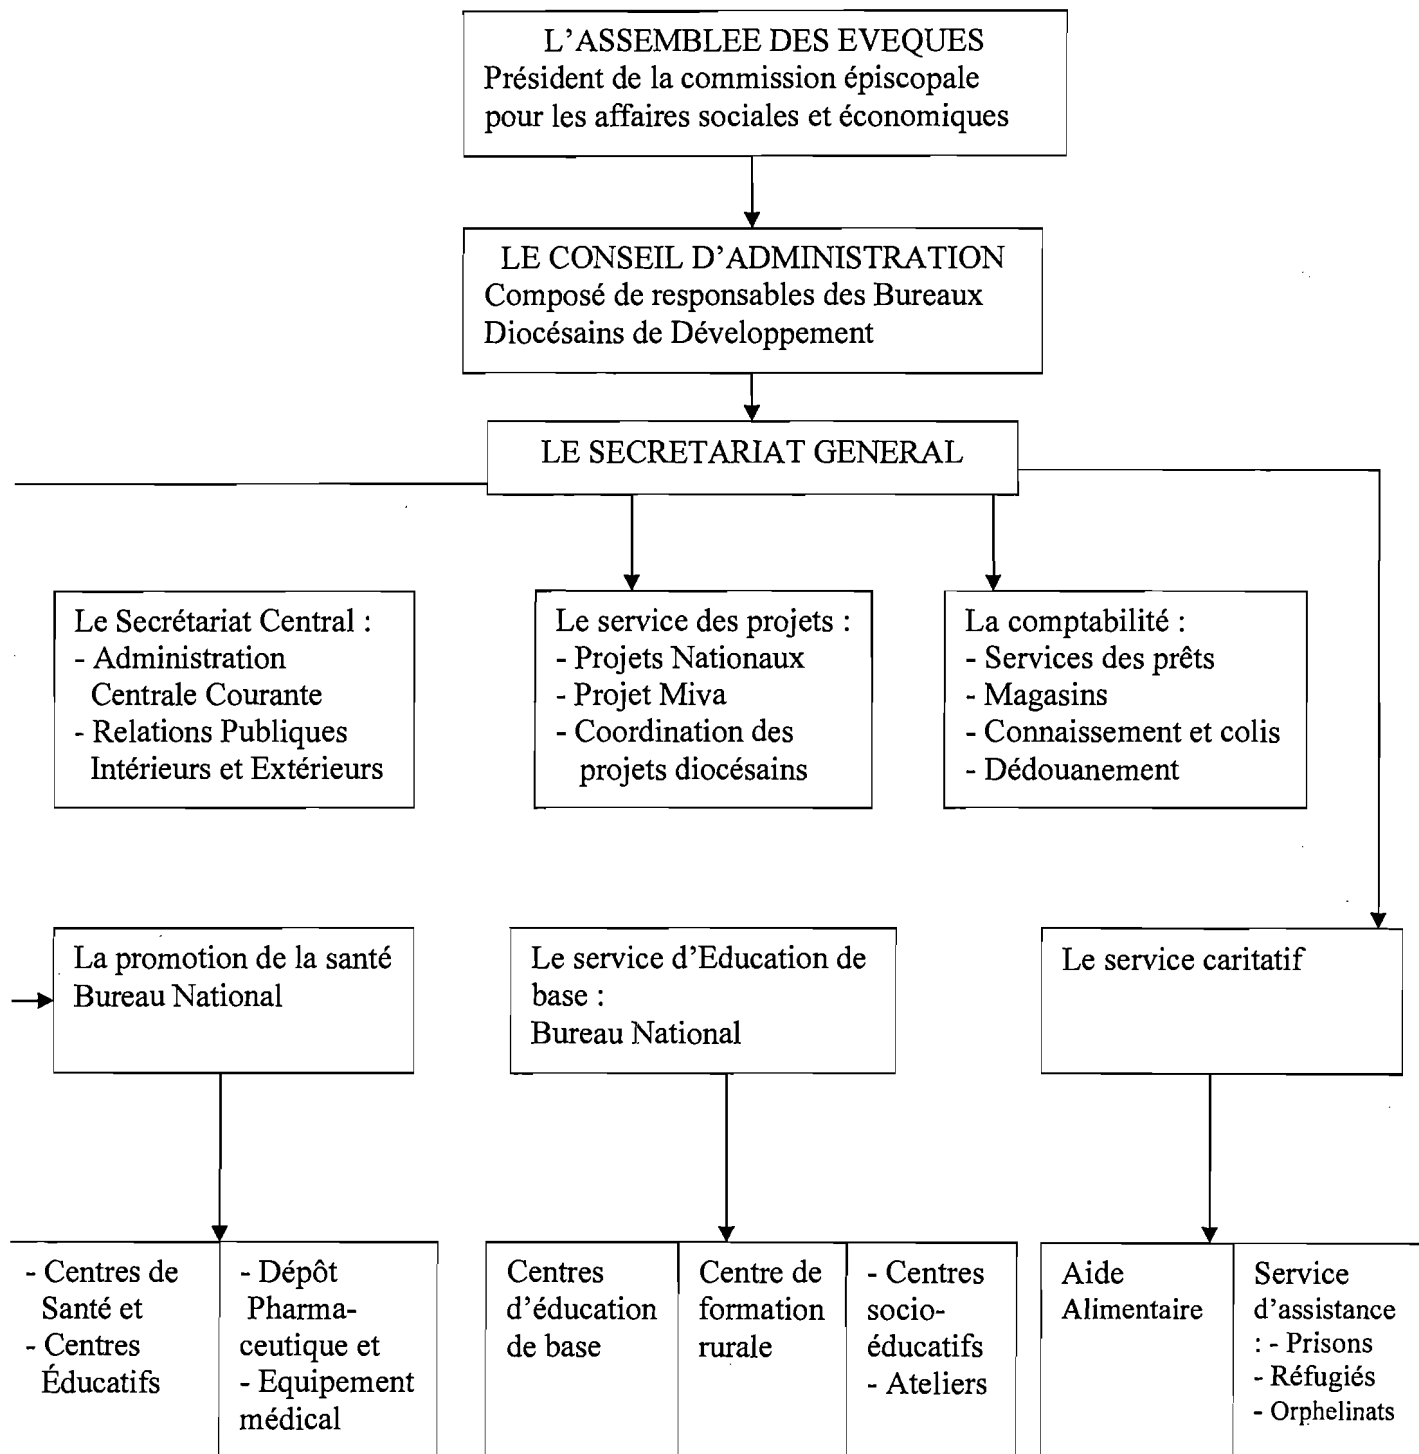 L'ASSEMBLEE DES EVEQUES
Président de la commission épiscopale
pour les affaires sociales et économiques
LE CONSEIL D'ADMINISTRATION
Composé de responsables des Bureaux
Diocésains de Développement
LE SECRETARIAT GENERAL
Le Secrétariat Central :
- Administration
Centrale Courante
- Relations Publiques
Intérieurs et Extérieurs
Le service des projets :
- Projets Nationaux
- Projet Miva
- Coordination des
projets diocésains
La comptabilité :
- Services des prêts
- Magasins
- Connaissement et colis
- Dédouanement
La promotion de la santé
Bureau National
Le service d'Education de
base :
Bureau National
Le service caritatif
- Centres de
Santé et
- Centres
Éducatifs
- Dépôt
Pharma-
ceutique et
- Equipement
médical
Centres
d'éducation
de base
Centre de
formation
rurale
- Centres
socio-
éducatifs
- Ateliers
Aide
Alimentaire
Service
d'assistance
: - Prisons
- Réfugiés
- Orphelinats